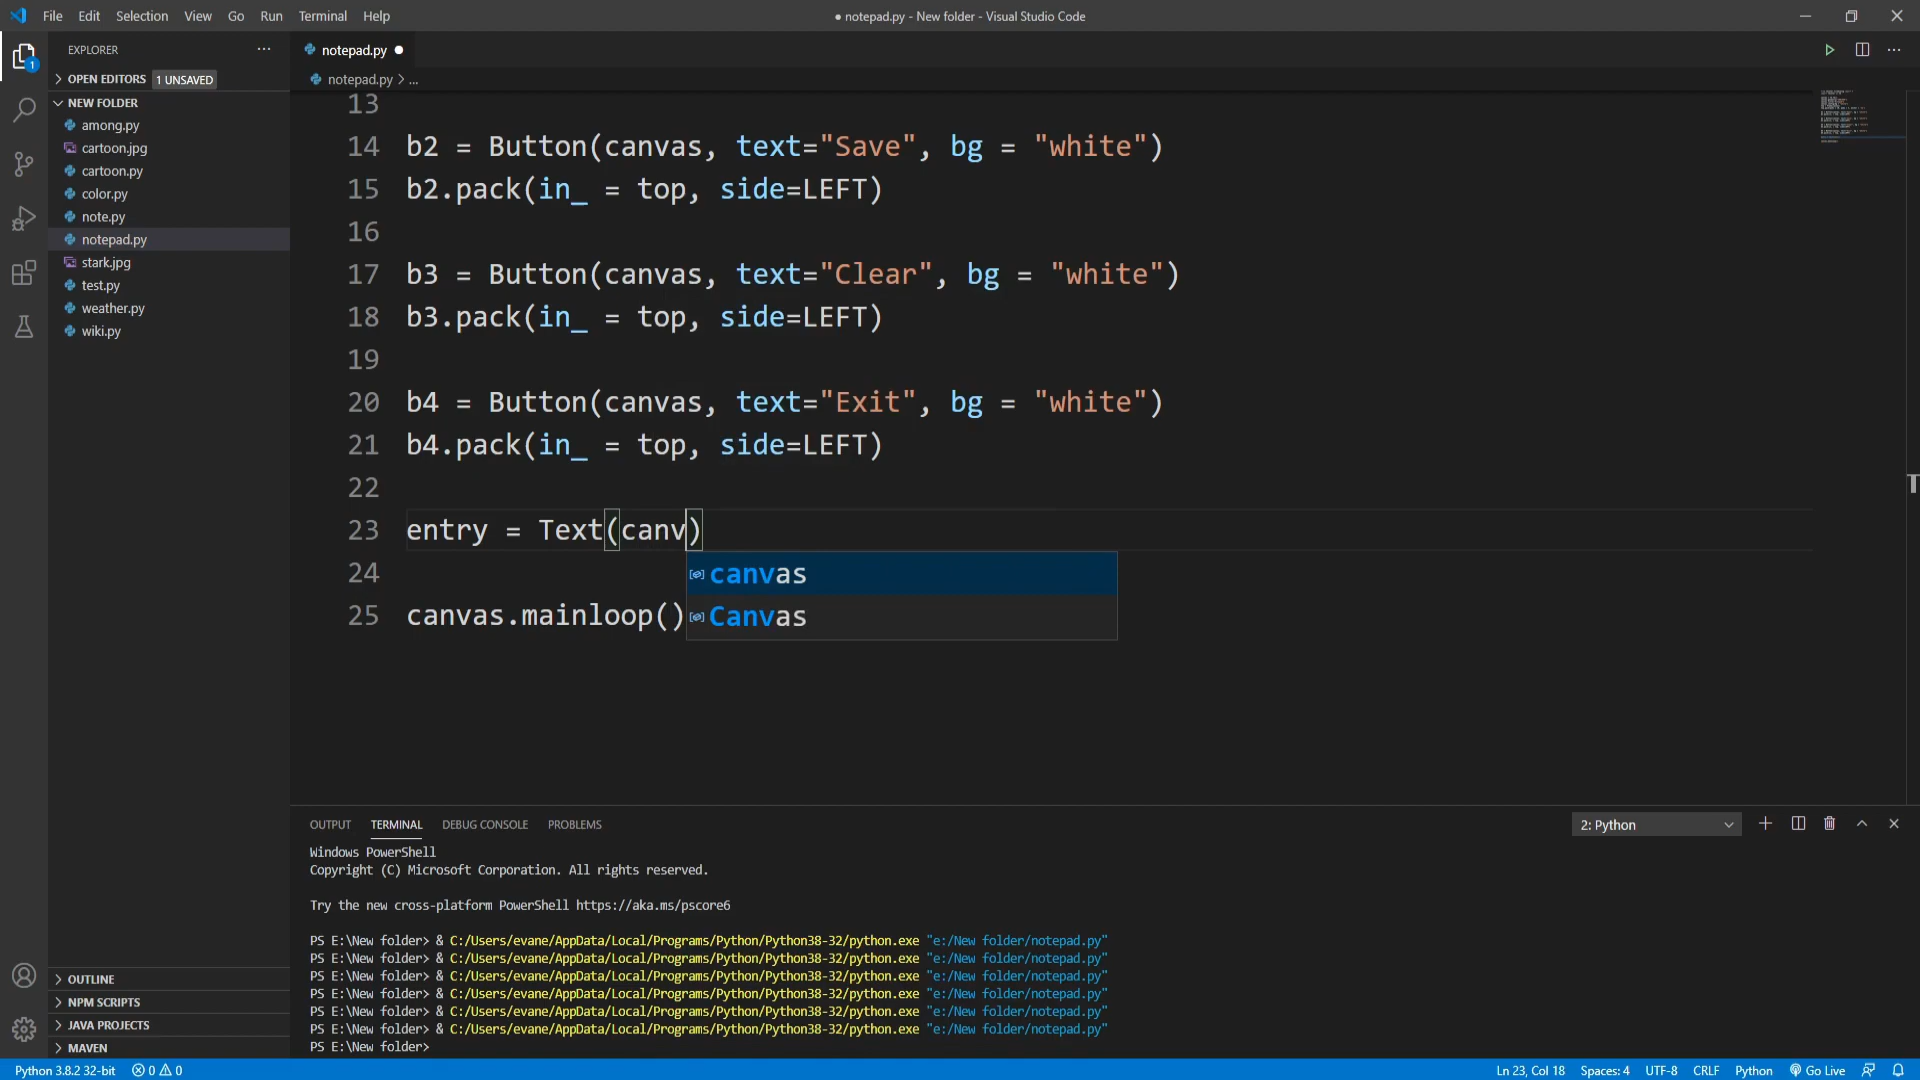 File Edit Selection View Go Run Terminal Help
● notepad.py - New folder - Visual Studio Code
EXPLORER
OPEN EDITORS 1 UNSAVED
NEW FOLDER
among.py
cartoon.jpg
cartoon.py
color.py
note.py
notepad.py
stark.jpg
test.py
weather.py
wiki.py
OUTLINE
NPM SCRIPTS
JAVA PROJECTS
MAVEN
1
notepad.py ●
notepad.py > ...
13
14 b2 = Button(canvas, text="Save", bg = "white")
15 b2.pack(in_ = top, side=LEFT)
16
17 b3 = Button(canvas, text="Clear", bg = "white")
18 b3.pack(in_ = top, side=LEFT)
19
20 b4 = Button(canvas, text="Exit", bg = "white")
21 b4.pack(in_ = top, side=LEFT)
22
23 entry = Text(canv)
canvas
24
Canvas
25 canvas.mainloop()
OUTPUT TERMINAL DEBUG CONSOLE PROBLEMS
2: Python
Windows PowerShell
Copyright (C) Microsoft Corporation. All rights reserved.
Try the new cross-platform PowerShell https://aka.ms/pscore6
PS E:\New folder> & C:/Users/evane/AppData/Local/Programs/Python/Python38-32/python.exe "e:/New folder/notepad.py"
PS E:\New folder> & C:/Users/evane/AppData/Local/Programs/Python/Python38-32/python.exe "e:/New folder/notepad.py"
PS E:\New folder> & C:/Users/evane/AppData/Local/Programs/Python/Python38-32/python.exe "e:/New folder/notepad.py"
PS E:\New folder> & C:/Users/evane/AppData/Local/Programs/Python/Python38-32/python.exe "e:/New folder/notepad.py"
PS E:\New folder> & C:/Users/evane/AppData/Local/Programs/Python/Python38-32/python.exe "e:/New folder/notepad.py"
PS E:\New folder> & C:/Users/evane/AppData/Local/Programs/Python/Python38-32/python.exe "e:/New folder/notepad.py"
PS E:\New folder>
Python 3.8.2 32-bit 0 0 Ln 23, Col 18 Spaces: 4 UTF-8 CRLF Python Go Live